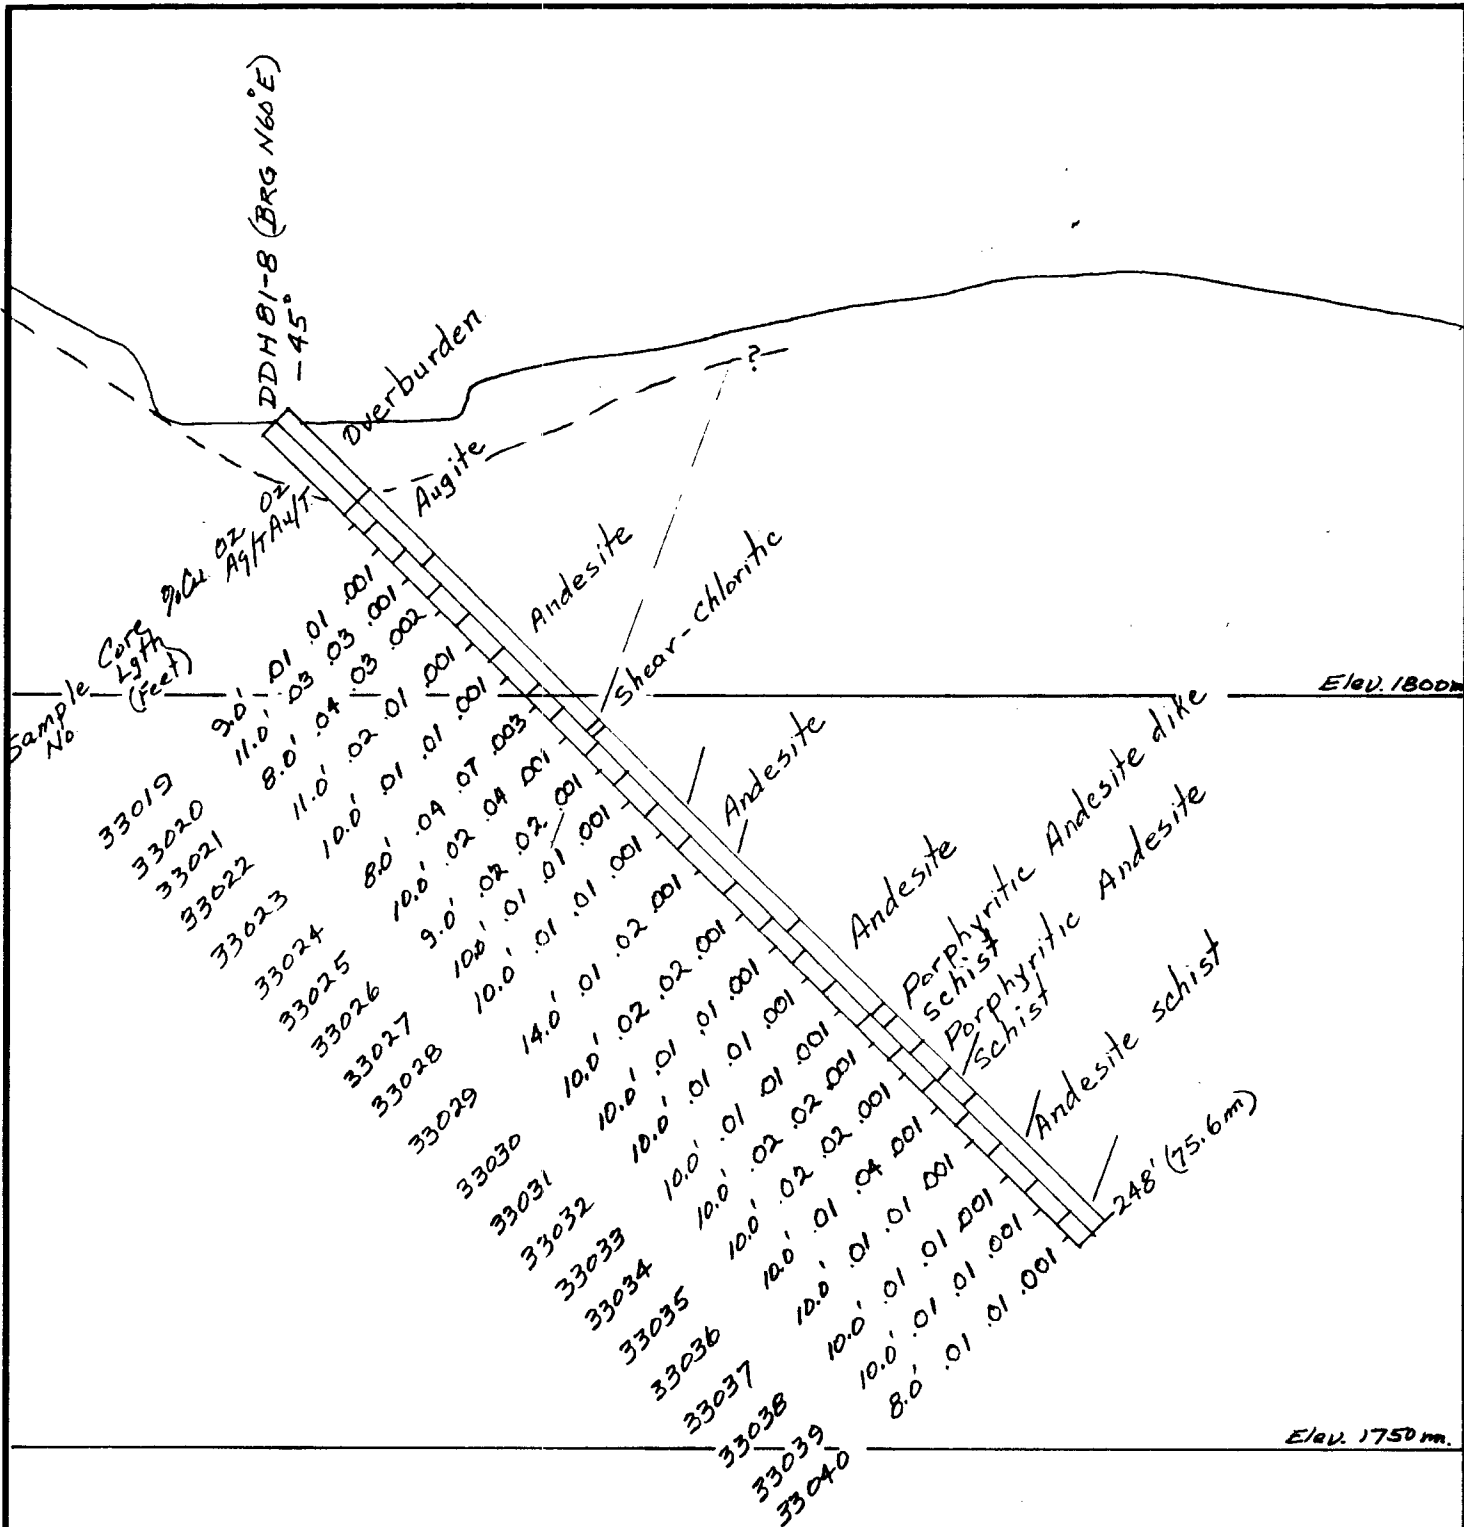 DDH 81-8 (BRG N60°E)
-45°
Overburden
Augite
?
Andesite
Shear-Chloritic
Andesite
Andesite
Porphyritic Andesite dike
schist
Porphyritic Andesite
Schist
Andesite schist
248' (75.6m)
Elev. 1800m
Elev. 1750 m.
Sample No
Core Lgth (Feet)
%Cu
OZ Ag/T
OZ Au/T
33019 9.0' .01 .01 .001
33020 11.0' .03 .03 .001
33021 8.0' .04 .03 .002
33022 11.0' .02 .01 .001
33023 10.0' .01 .01 .001
33024 8.0' .04 .07 .003
33025 10.0' .02 .04 .001
33026 9.0' .02 .02 .001
33027 10.0' .01 .01 .001
33028 10.0' .01 .01 .001
33029 14.0' .01 .02 .001
33030 10.0' .02 .02 .001
33031 10.0' .01 .01 .001
33032 10.0' .01 .01 .001
33033 10.0' .01 .01 .001
33034 10.0' .02 .02 .001
33035 10.0' .02 .02 .001
33036 10.0' .01 .04 .001
33037 10.0' .01 .01 .001
33038 10.0' .01 .01 .001
33039 10.0' .01 .01 .001
33040 8.0' .01 .01 .001